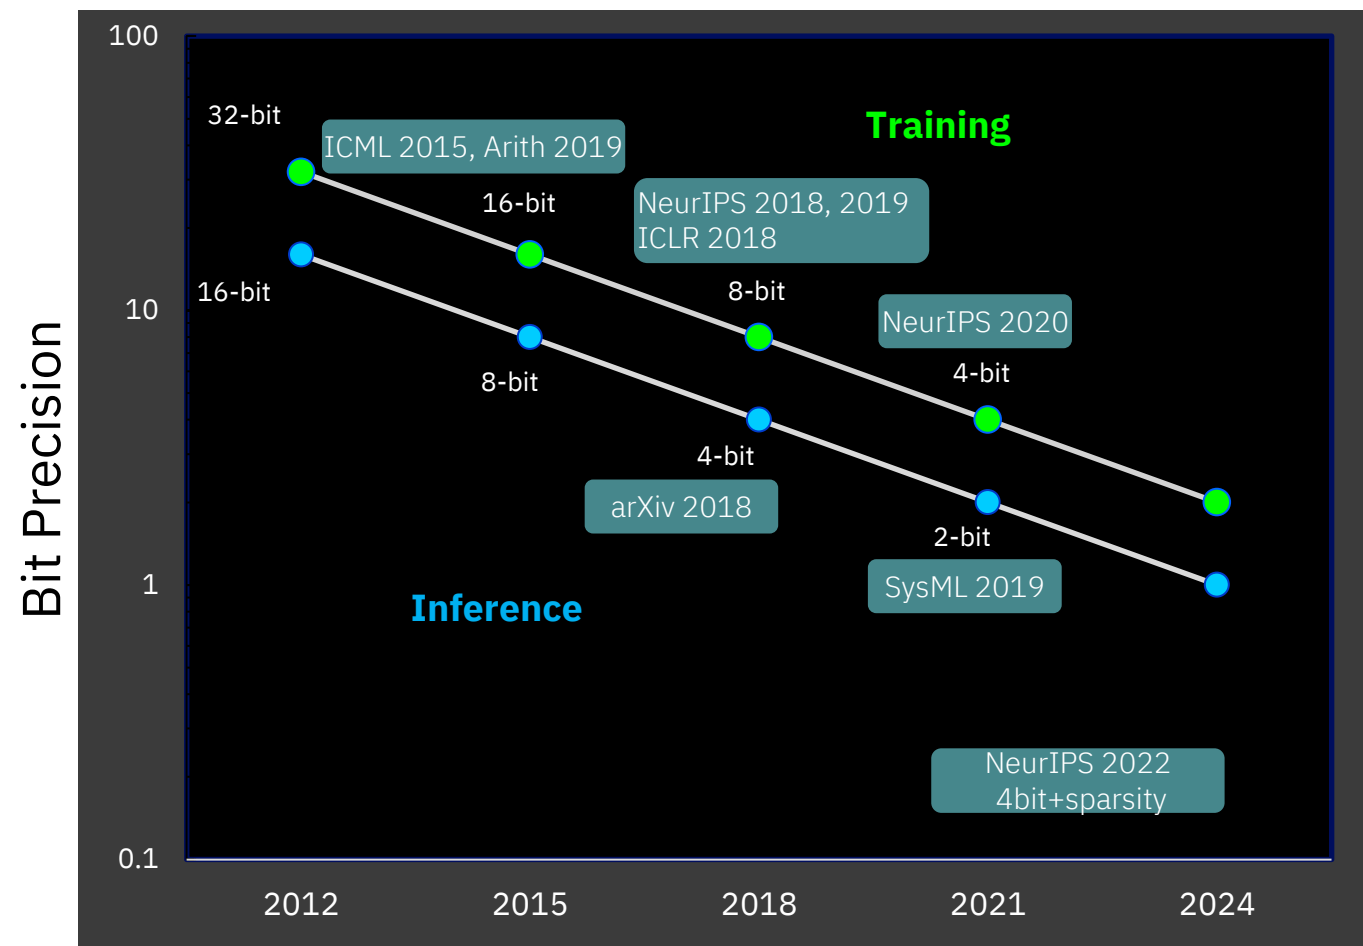 100
32-bit
Training
ICML 2015, Arith 2019
16-bit
NeurIPS 2018, 2019
ICLR 2018
16-bit
8-bit
10
NeurIPS 2020
8-bit
4-bit
Bit Precision
4-bit
arXiv 2018
2-bit
1
SysML 2019
Inference
NeurIPS 2022
4bit+sparsity
0.1
2012
2015
2018
2021
2024